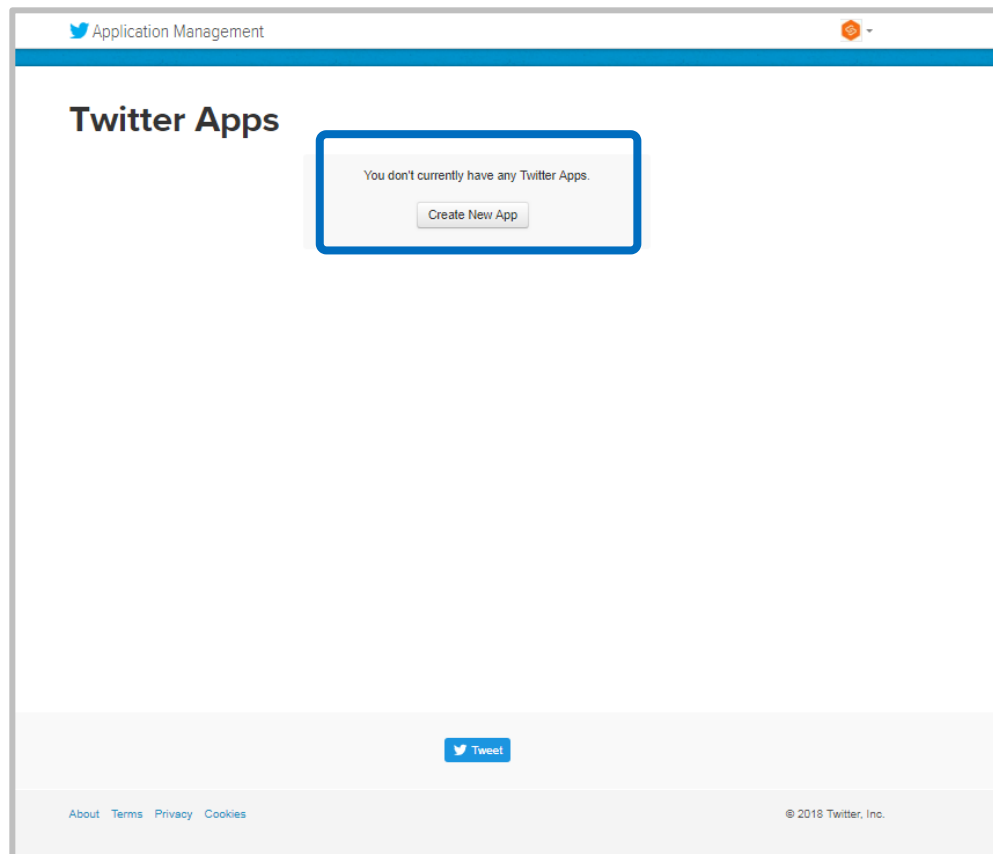 Application Management
Twitter Apps
You don't currently have any Twitter Apps.
Create New App
Tweet
About Terms Privacy Cookies
© 2018 Twitter, Inc.